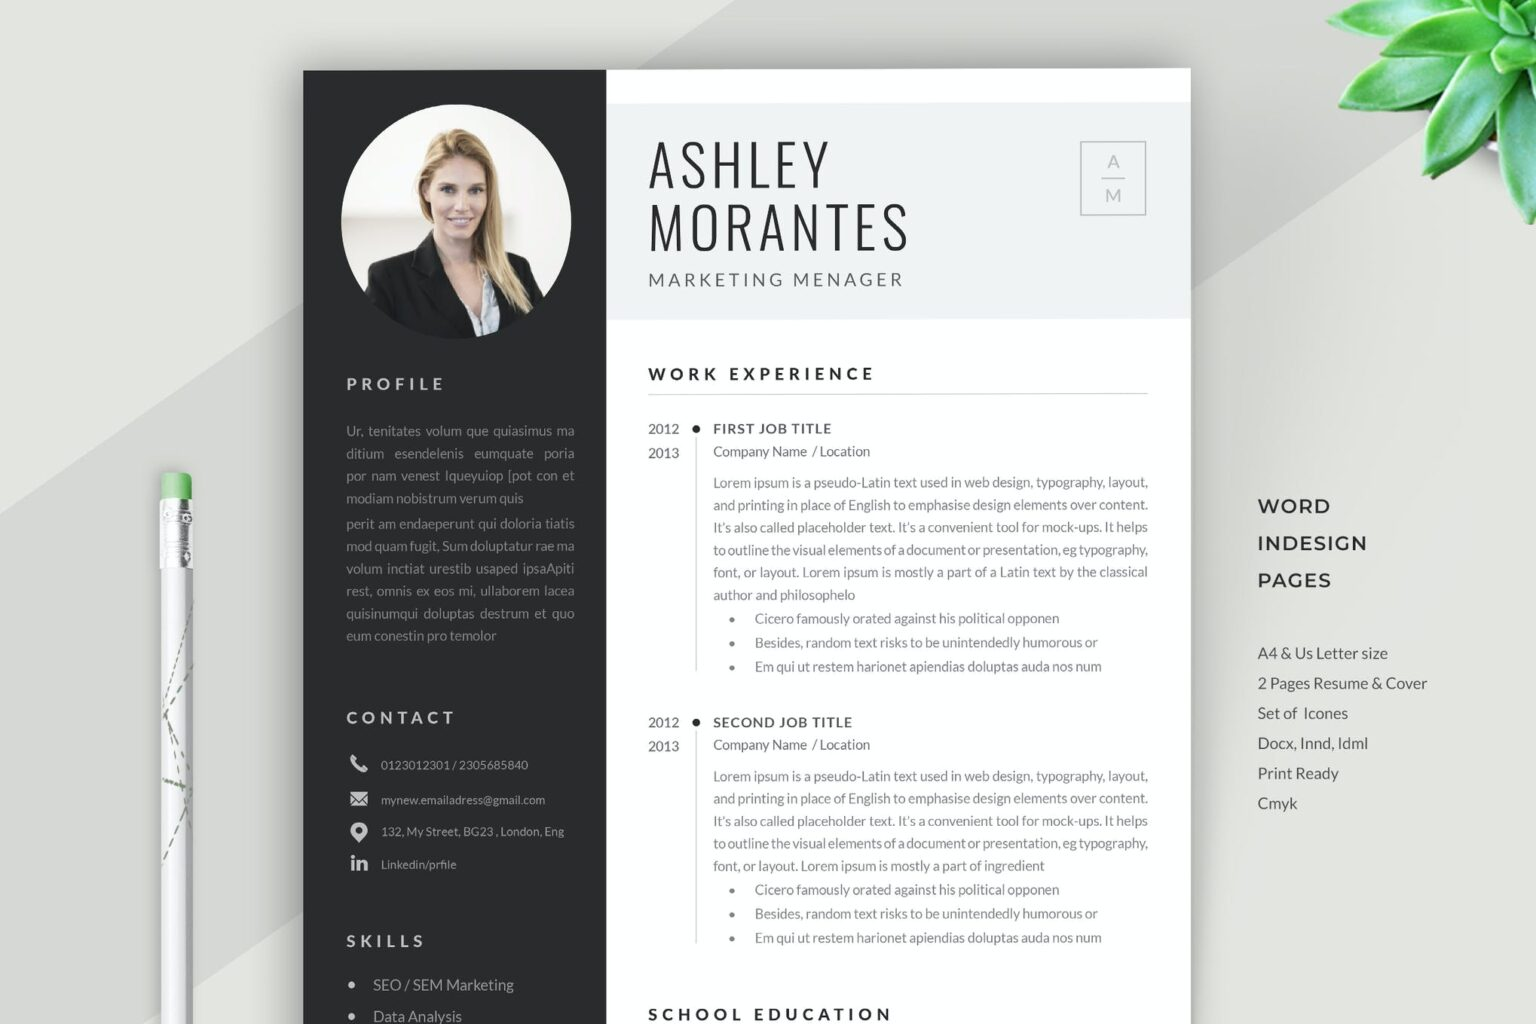 ASHLEY
MORANTES
MARKETING MENAGER
A
M
PROFILE
Ur, tenitates volum que quiasimus ma
ditium esendelenis eumquate poria
por nam venest Iqueyuiop [pot con et
modiam nobistrum verum quis
perit am endaeperunt qui doloria tiatis
mod quam fugit, Sum doluptatur rae ma
volum inctiat urestib usaped ipsaApiti
rest, omnis ex eos mi, ullaborem lacea
quisinumqui doluptas destrum et quo
eum conestin pro temolor
CONTACT
0123012301 / 2305685840
mynew.emailadress@gmail.com
132, My Street, BG23 , London, Eng
in
Linkedin/prfile
SKILLS
SEO / SEM Marketing
Data Analysis
WORK EXPERIENCE
2012
2013
FIRST JOB TITLE
Company Name / Location
Lorem ipsum is a pseudo-Latin text used in web design, typography, layout,
and printing in place of English to emphasise design elements over content.
It's also called placeholder text. It's a convenient tool for mock-ups. It helps
to outline the visual elements of a document or presentation, eg typography,
font, or layout. Lorem ipsum is mostly a part of a Latin text by the classical
author and philosophelo
• Cicero famously orated against his political opponen
• Besides, random text risks to be unintendedly humorous or
• Em qui ut restem harionet apiendias doluptas auda nos num
2012
2013
SECOND JOB TITLE
Company Name / Location
Lorem ipsum is a pseudo-Latin text used in web design, typography, layout,
and printing in place of English to emphasise design elements over content.
It's also called placeholder text. It's a convenient tool for mock-ups. It helps
to outline the visual elements of a document or presentation, eg typography,
font, or layout. Lorem ipsum is mostly a part of ingredient
• Cicero famously orated against his political opponen
• Besides, random text risks to be unintendedly humorous or
• Em qui ut restem harionet apiendias doluptas auda nos num
SCHOOL EDUCATION
WORD
INDESIGN
PAGES
A4 & Us Letter size
2 Pages Resume & Cover
Set of Icones
Docx, Innd, Idml
Print Ready
Cmyk